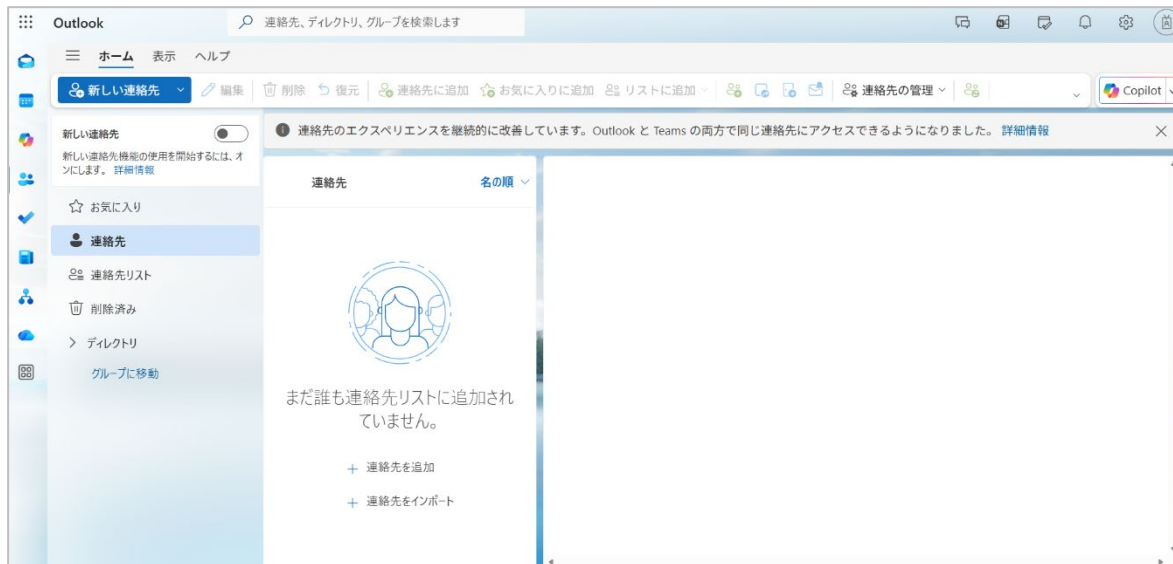 Outlook
連絡先、ディレクトリ、グループを検索します
ホーム 表示 ヘルプ
新しい連絡先 編集 削除 復元 連絡先に追加 お気に入りに追加 リストに追加 連絡先の管理 Copilot
新しい連絡先
新しい連絡先機能の使用を開始するには、オ
ンにします。 詳細情報
連絡先のエクスペリエンスを継続的に改善しています。Outlook と Teams の両方で同じ連絡先にアクセスできるようになりました。 詳細情報
お気に入り
連絡先
連絡先リスト
削除済み
ディレクトリ
グループに移動
連絡先 名の順
まだ誰も連絡先リストに追加され
ていません。
連絡先を追加
連絡先をインポート